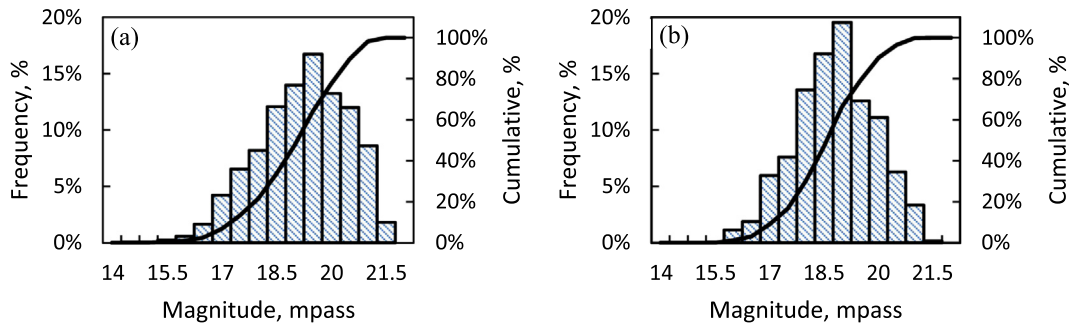 (a)
20%
15%
10%
5%
0%
Frequency, %
100%
80%
60%
40%
20%
0%
Cumulative, %
14 15.5 17 18.5 20 21.5
Magnitude, mpass
(b)
20%
15%
10%
5%
0%
Frequency, %
100%
80%
60%
40%
20%
0%
Cumulative, %
14 15.5 17 18.5 20 21.5
Magnitude, mpass